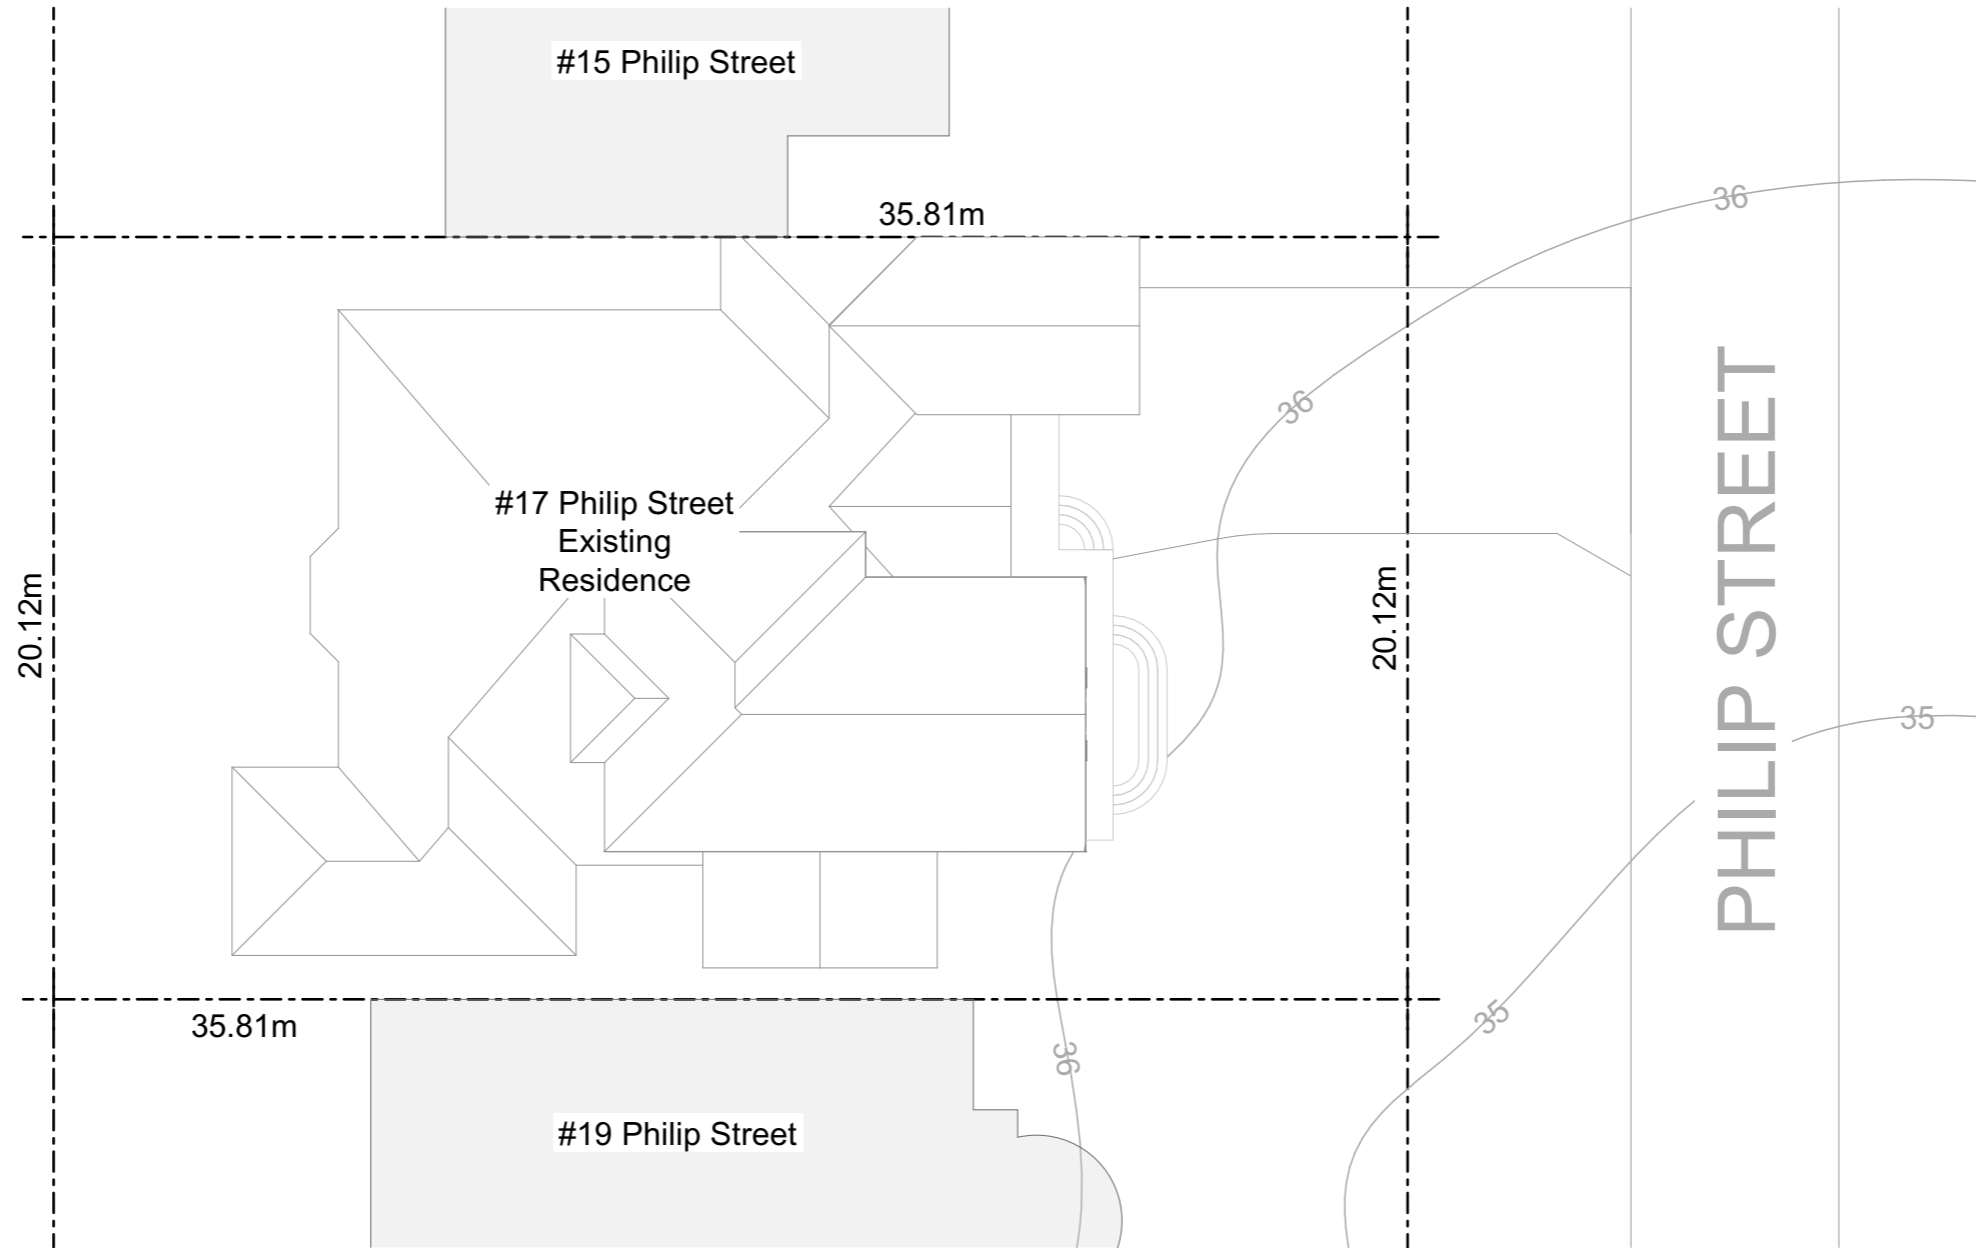 #15 Philip Street
36
35.81m
36
#17 Philip Street
Existing
Residence
20.12m
20.12m
PHILIP STREET
35
35
35.81m
36
#19 Philip Street